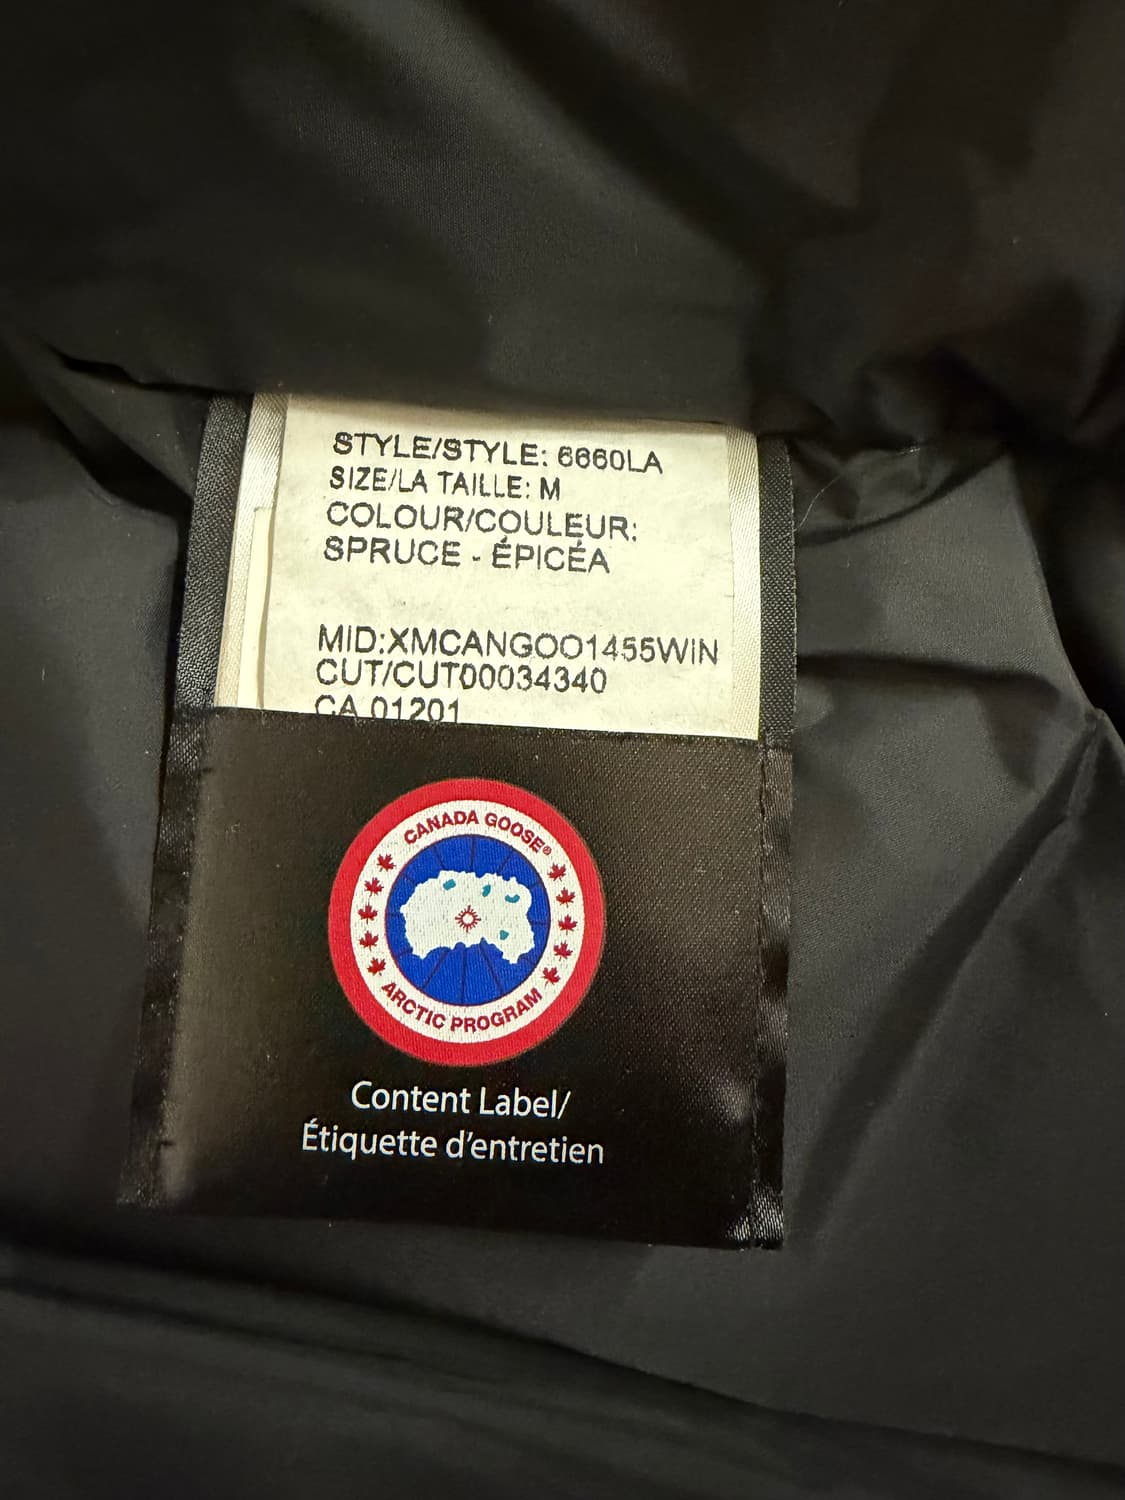 STYLE/STYLE: 6660LA
SIZE/LA TAILLE: M
COLOUR/COULEUR:
SPRUCE - ÉPICÉA
MID:XMCANGOO1455WIN
CUT/CUT00034340
CA 01201
CANADA GOOSE®
ARCTIC PROGRAM
Content Label/
Étiquette d'entretien